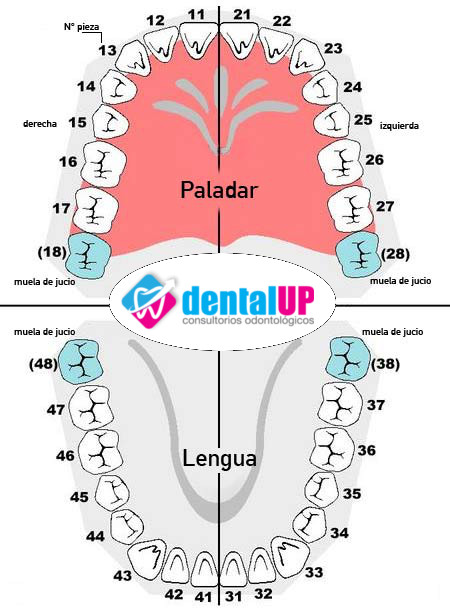 Nº pieza
12 11 21 22
13 23
14 24
derecha 15 25 izquierda
16 26
Paladar
17 27
(18) (28)
muela de jucio muela de jucio
dentalUP
consultorios odontológicos
muela de jucio muela de jucio
(48) (38)
47 37
46 Lengua 36
45 35
44 34
43 33
42 41 31 32